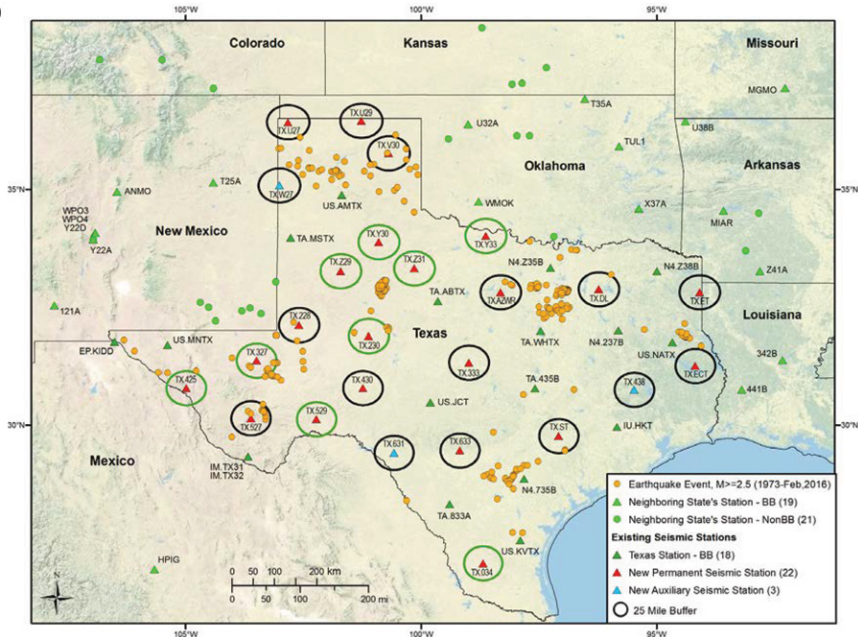 )
Colorado
Kansas
Missouri
MGMO
TX.U27
TX.U29
T35A
U32A
U38B
TX.V30
TUL1
Oklahoma
Arkansas
35°N
35°N
ANMO
T25A
TX.W27
US.AMTX
WMOK
X37A
MIAR
WPO3
WPO4
Y22D
Y22A
New Mexico
TA.MSTX
TX.Y30
TX.Y33
TX.Z29
TX.Z31
N4.Z35B
N4.Z38B
Z41A
121A
TA.ABTX
TX.AZWR
TX.DL
TX.ET
TX.228
Texas
Louisiana
EP.KIDD
US.MNTX
TX.230
TA.WHTX
N4.237B
US.NATX
342B
TX.327
TX.333
TX.ECT
TX.425
TX.430
TA.435B
TX.438
441B
US.JCT
30°N
30°N
TX.527
TX.529
TX.ST
IU.HKT
Mexico
IM.TX31
IM.TX32
TX.631
TX.633
N4.735B
TA.833A
US.KVTX
HPIG
TX.034
0 50 100 200 km
0 50 100 200 mi
N
Earthquake Event, M>=2.5 (1973-Feb,2016)
Neighboring State's Station - BB (19)
Neighboring State's Station - NonBB (21)
Existing Seismic Stations
Texas Station - BB (18)
New Permanent Seismic Station (22)
New Auxiliary Seismic Station (3)
25 Mile Buffer
105°W
100°W
95°W
105°W
100°W
95°W